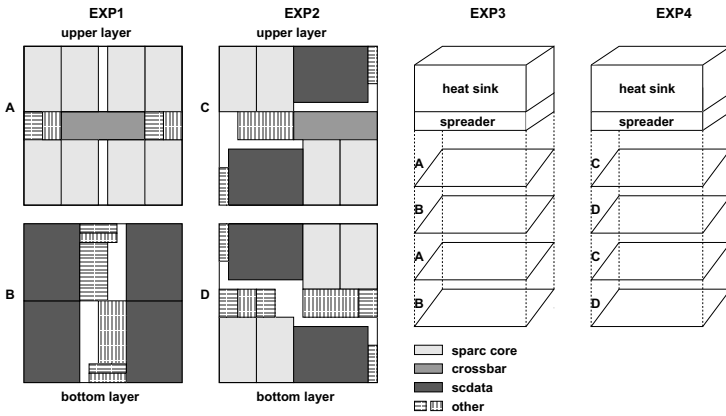 EXP1 EXP2 EXP3 EXP4
upper layer upper layer
A C
heat sink heat sink
spreader spreader
A C
B D
A C
B D
B D
sparc core
crossbar
scdata
other
bottom layer bottom layer